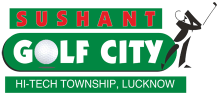 SUSHANT
GOLF CITY
HI-TECH TOWNSHIP, LUCKNOW